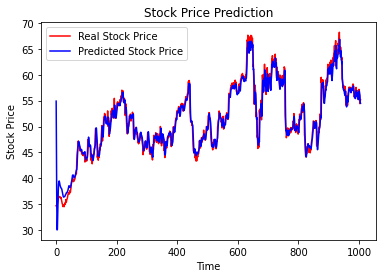 Stock Price Prediction
Real Stock Price
Predicted Stock Price
Stock Price
70
65
60
55
50
45
40
35
30
0 200 400 600 800 1000
Time